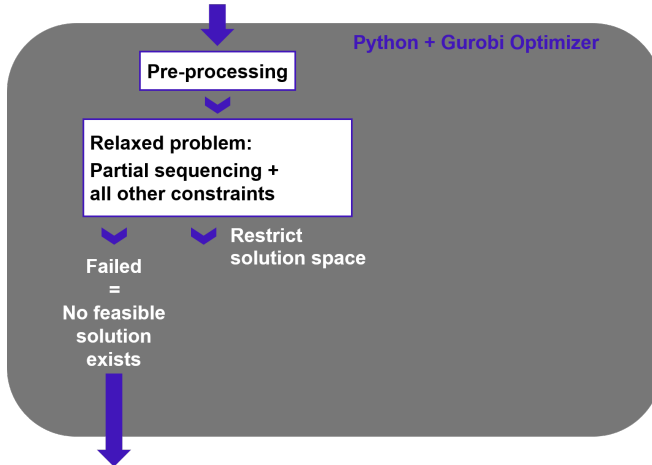 Python + Gurobi Optimizer
Pre-processing
Relaxed problem:
Partial sequencing +
all other constraints
Restrict
solution space
Failed
=
No feasible
solution
exists